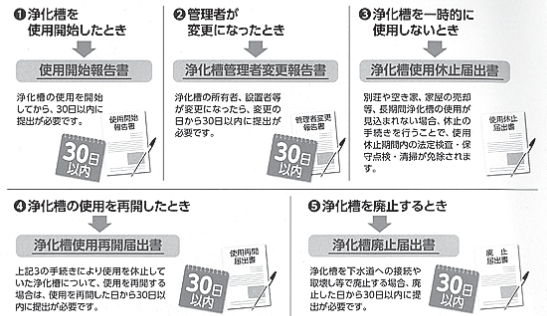 ❶浄化槽を
使用開始したとき
使用開始報告書
浄化槽の使用を開始
してから、30日以内に
提出が必要です。
使用開始
報告書
30日
以内
❷管理者が
変更になったとき
浄化槽管理者変更報告書
浄化槽の所有者、設置者等
が変更になったら、変更の
日から30日以内に提出が
必要です。
管理者変更
報告書
30日
以内
❸浄化槽を一時的に
使用しないとき
浄化槽使用休止届出書
別荘や空き家、家屋の売却
等、長期間浄化槽の使用が
見込まれない場合、休止の
手続きを行うことで、使用
休止期間内の法定検査・保
守点検・清掃が免除されま
す。
使用休止
届出書
❹浄化槽の使用を再開したとき
浄化槽使用再開届出書
上記3の手続きにより使用を休止して
いた浄化槽について、使用を再開する
場合は、使用を再開した日から30日以
内に提出が必要です。
使用再開
届出書
30日
以内
❺浄化槽を廃止するとき
浄化槽廃止届出書
浄化槽を下水道への接続や
取壊し等で廃止する場合、廃
止した日から30日以内に提
出が必要です。
廃止
届出書
30日
以内